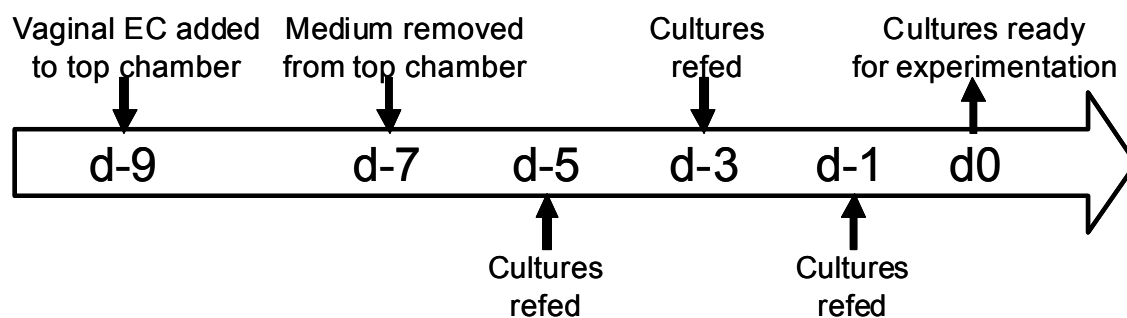 Vaginal EC added
to top chamber
Medium removed
from top chamber
Cultures
refed
Cultures ready
for experimentation
d-9
d-7
d-5
d-3
d-1
d0
Cultures
refed
Cultures
refed